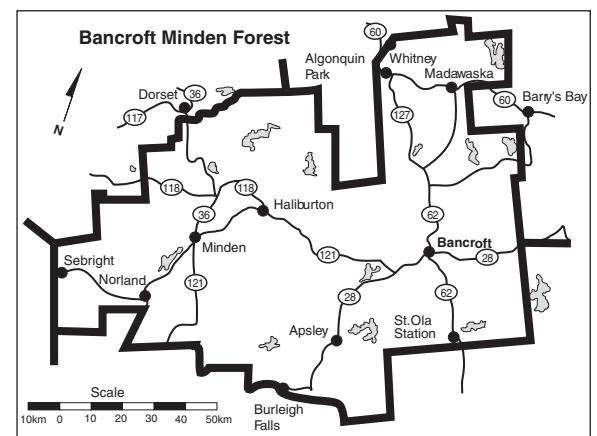 Bancroft Minden Forest
60
Algonquin
Park
Whitney
Madawaska
60
Barry's Bay
Dorset
36
117
N
127
118
118
Haliburton
36
62
Minden
Bancroft
121
28
Sebright
Norland
121
28
62
Apsley
St.Ola
Station
Scale
10km 0 10 20 30 40 50km
Burleigh
Falls